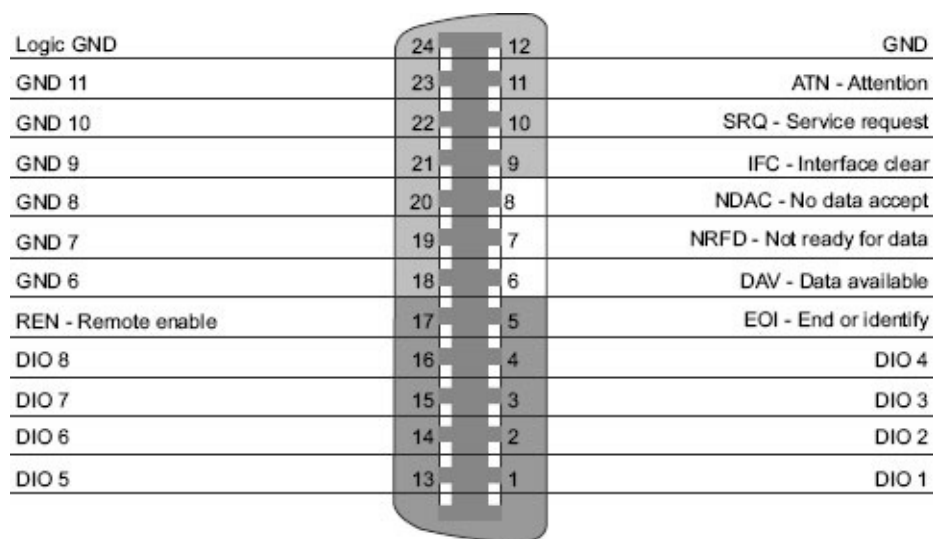 Logic GND 24 12 GND
GND 11 23 11 ATN - Attention
GND 10 22 10 SRQ - Service request
GND 9 21 9 IFC - Interface clear
GND 8 20 8 NDAC - No data accept
GND 7 19 7 NRFD - Not ready for data
GND 6 18 6 DAV - Data available
REN - Remote enable 17 5 EOI - End or identify
DIO 8 16 4 DIO 4
DIO 7 15 3 DIO 3
DIO 6 14 2 DIO 2
DIO 5 13 1 DIO 1